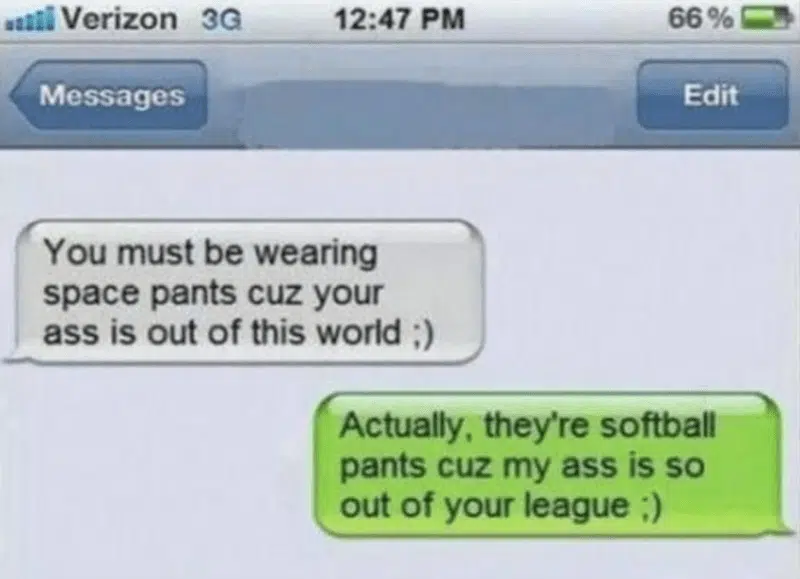 Verizon 3G 12:47 PM 66%
Messages Edit
You must be wearing
space pants cuz your
ass is out of this world ;)
Actually, they're softball
pants cuz my ass is so
out of your league ;)